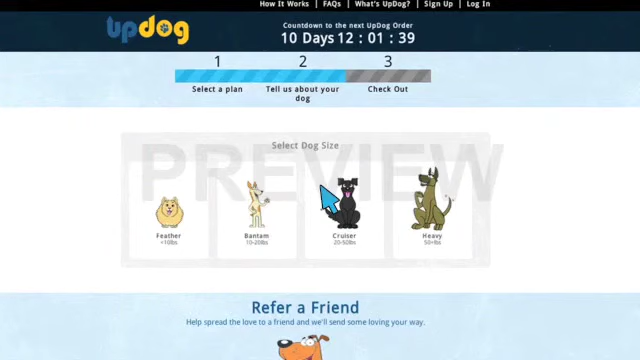 How It Works | FAQs | What's UpDog? | Sign Up | Log In
updog
Countdown to the next UpDog Order
10 Days 12 : 01 : 39
1 2 3
Select a plan
Tell us about your dog
Check Out
Select Dog Size
PREVIEW
Feather
<10lbs
Bantam
10-20lbs
Cruiser
20-50lbs
Heavy
50+lbs
Refer a Friend
Help spread the love to a friend and we'll send some loving your way.